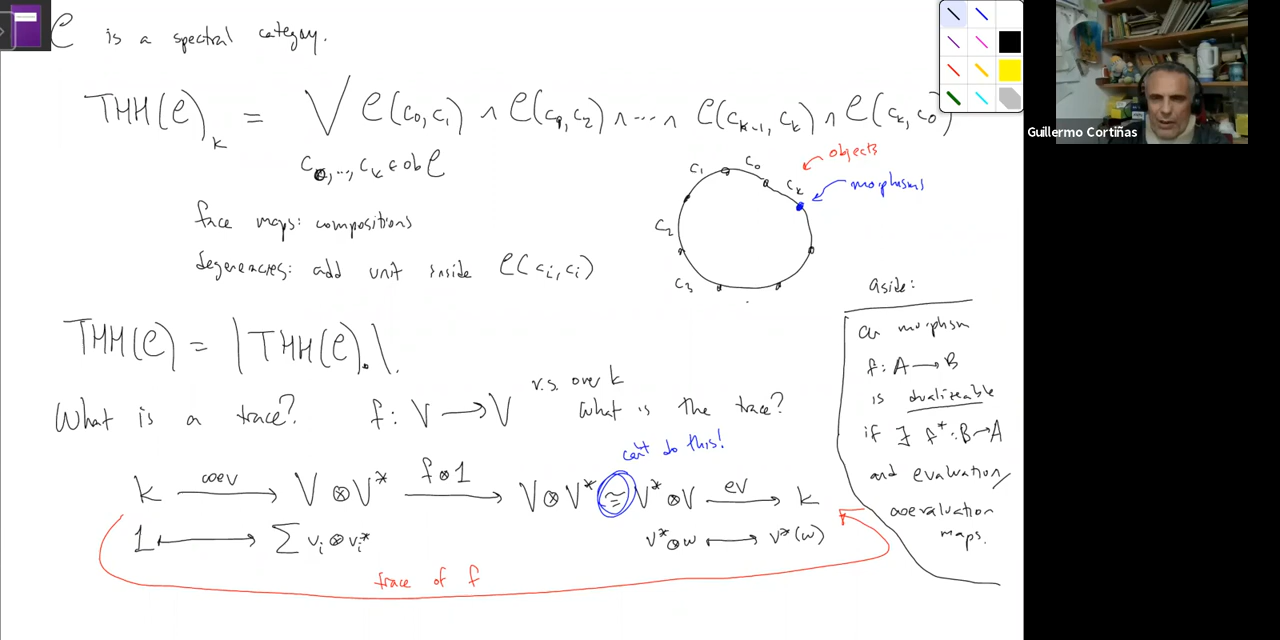 C is a spectral category.
THH(C)_k = ⋁ C(c_0, c_1) ∧ C(c_1, c_2) ∧ ⋯ ∧ C(c_{k-1}, c_k) ∧ C(c_k, c_0)
c_0, ..., c_k ∈ ob C
Guillermo Cortiñas
objects
morphisms
c_0
c_1
c_k
c_2
c_3
face maps: compositions
degenercies: add unit inside C(c_i, c_i)
THH(C) = |THH(C)_•|.
What is a trace? f: V → V v.s. over k What is the trace?
can't do this!
k —coev→ V ⊗ V* —f⊗1→ V ⊗ V* ≅ V* ⊗ V —ev→ k
1 ⟼ ∑ v_i ⊗ v_i* v* ⊗ w ⟼ v*(w)
trace of f
aside:
a morphism
f: A → B
is dualizeable
if ∃ f*: B → A
and evaluation/
coevaluation
maps.